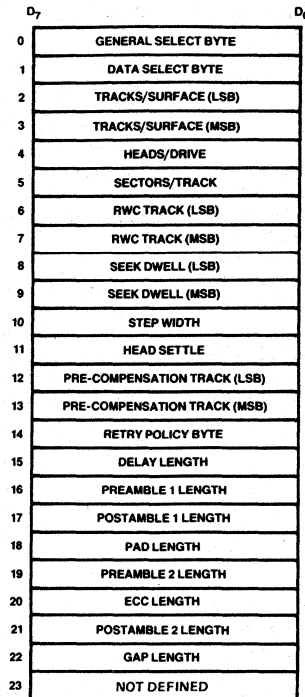 D7 D
0 GENERAL SELECT BYTE
1 DATA SELECT BYTE
2 TRACKS/SURFACE (LSB)
3 TRACKS/SURFACE (MSB)
4 HEADS/DRIVE
5 SECTORS/TRACK
6 RWC TRACK (LSB)
7 RWC TRACK (MSB)
8 SEEK DWELL (LSB)
9 SEEK DWELL (MSB)
10 STEP WIDTH
11 HEAD SETTLE
12 PRE-COMPENSATION TRACK (LSB)
13 PRE-COMPENSATION TRACK (MSB)
14 RETRY POLICY BYTE
15 DELAY LENGTH
16 PREAMBLE 1 LENGTH
17 POSTAMBLE 1 LENGTH
18 PAD LENGTH
19 PREAMBLE 2 LENGTH
20 ECC LENGTH
21 POSTAMBLE 2 LENGTH
22 GAP LENGTH
23 NOT DEFINED